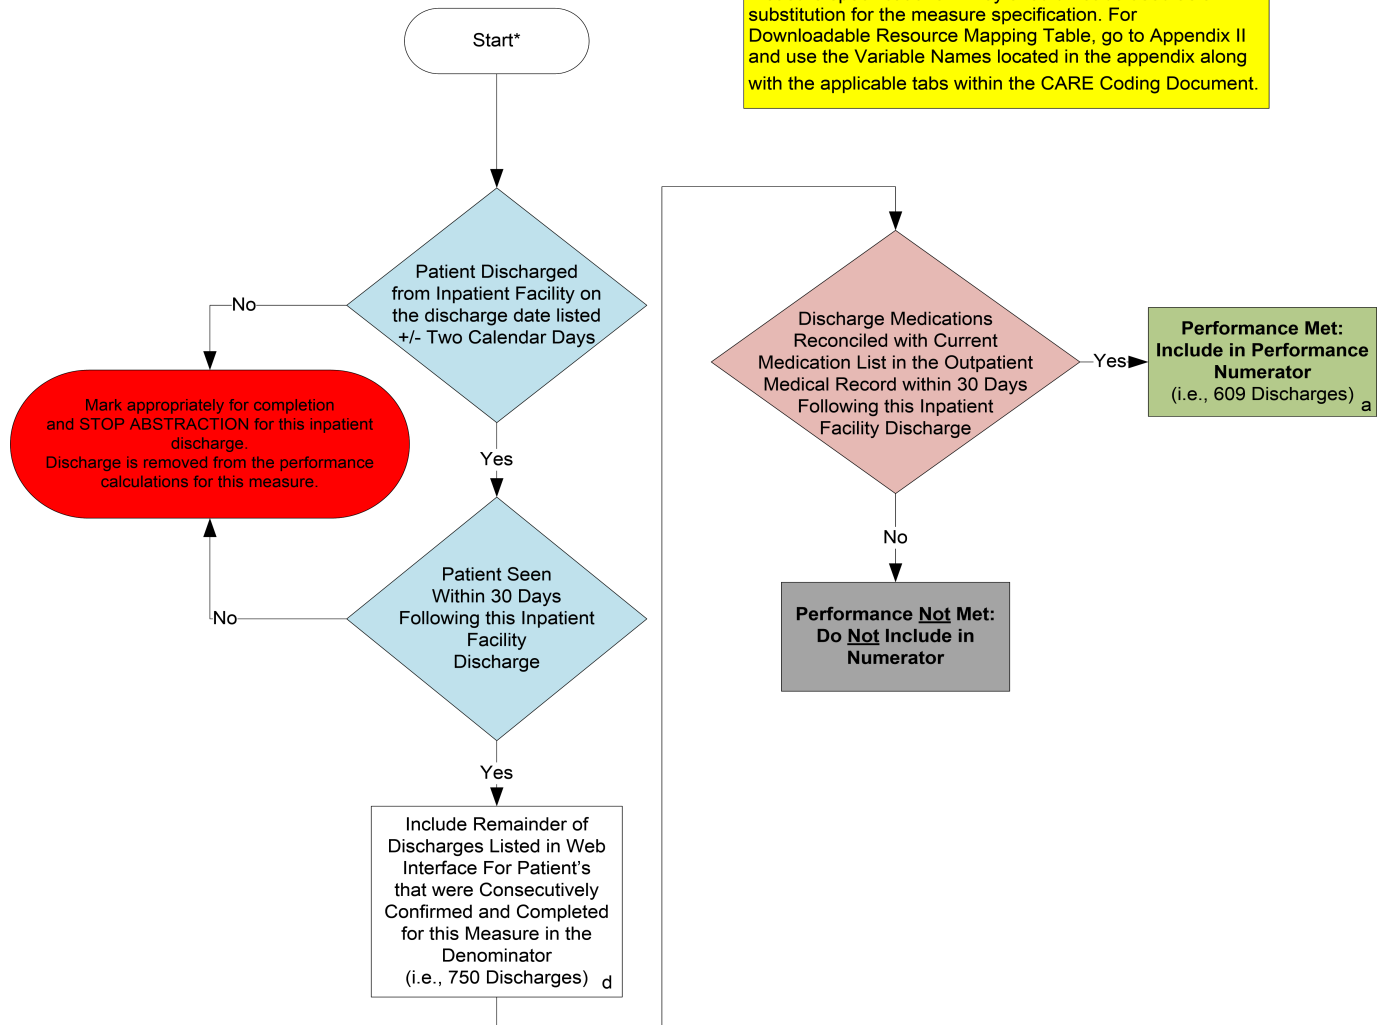 Start*
substitution for the measure specification. For
Downloadable Resource Mapping Table, go to Appendix II
and use the Variable Names located in the appendix along
with the applicable tabs within the CARE Coding Document.
Patient Discharged
from Inpatient Facility on
the discharge date listed
+/- Two Calendar Days
No
Mark appropriately for completion
and STOP ABSTRACTION for this inpatient
discharge.
Discharge is removed from the performance
calculations for this measure.
Yes
Patient Seen
Within 30 Days
Following this Inpatient
Facility
Discharge
No
Yes
Include Remainder of
Discharges Listed in Web
Interface For Patient's
that were Consecutively
Confirmed and Completed
for this Measure in the
Denominator
(i.e., 750 Discharges) d
Discharge Medications
Reconciled with Current
Medication List in the Outpatient
Medical Record within 30 Days
Following this Inpatient
Facility Discharge
Yes
Performance Met:
Include in Performance
Numerator
(i.e., 609 Discharges) a
No
Performance Not Met:
Do Not Include in
Numerator